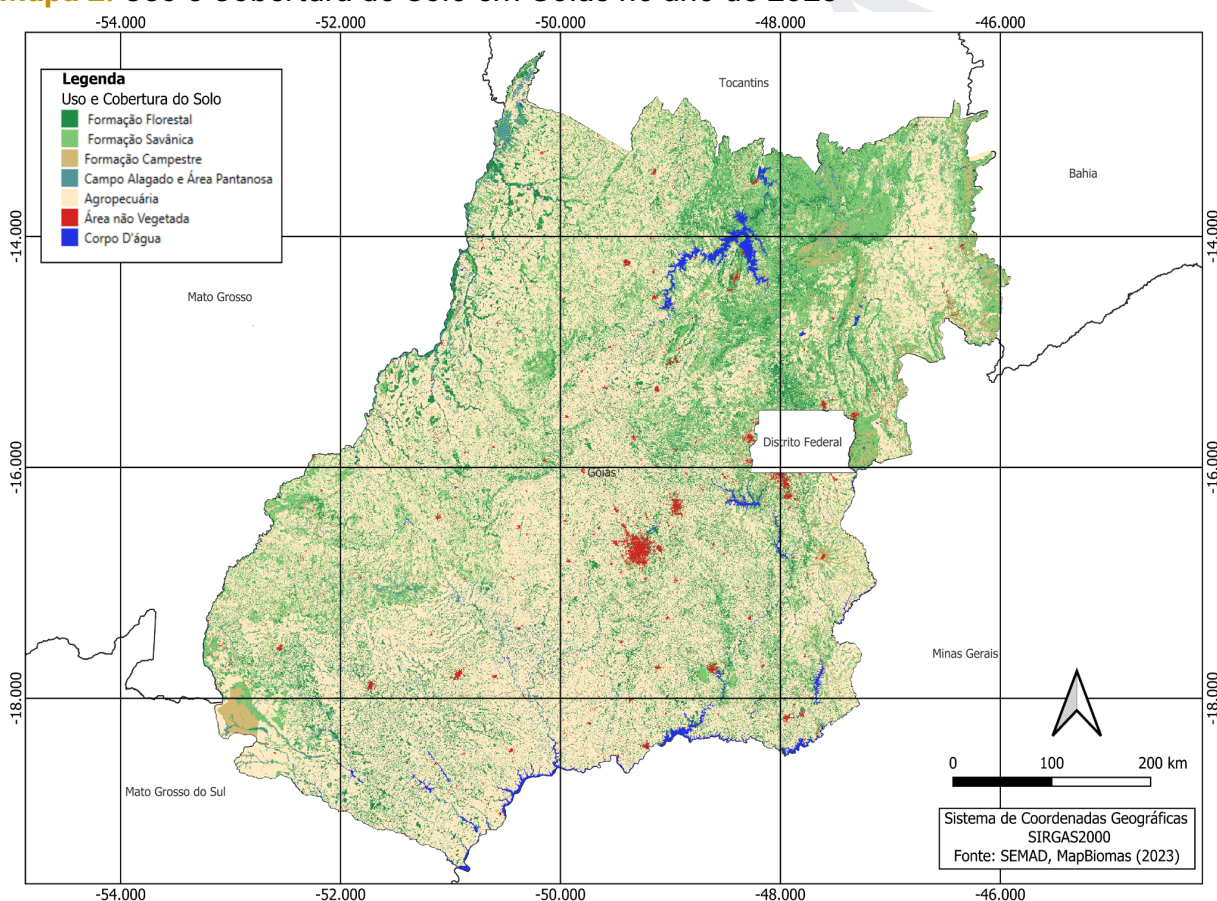 -54.000 -52.000 -50.000 -48.000 -46.000
Legenda
Uso e Cobertura do Solo
Formação Florestal
Formação Savânica
Formação Campestre
Campo Alagado e Área Pantanosa
Agropecuária
Área não Vegetada
Corpo D'água
Tocantins
Bahia
-14.000 -14.000
Mato Grosso
Distrito Federal
-16.000 -16.000
Goiás
Minas Gerais
-18.000 -18.000
0 100 200 km
Mato Grosso do Sul
Sistema de Coordenadas Geográficas
SIRGAS2000
Fonte: SEMAD, MapBiomas (2023)
-54.000 -52.000 -50.000 -48.000 -46.000